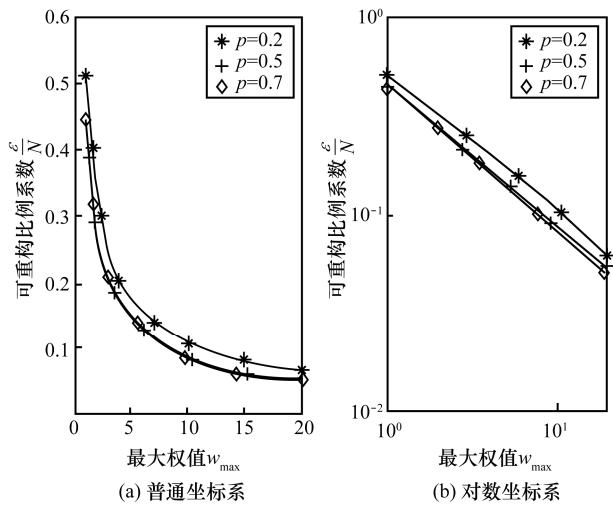 0.6
0.5
0.4
0.3
0.2
0.1
0
5
10
15
20
p=0.2
p=0.5
p=0.7
可重构比例系数 ε/N
最大权值w_max
(a) 普通坐标系
10^0
10^-1
10^-2
10^0
10^1
p=0.2
p=0.5
p=0.7
可重构比例系数 ε/N
最大权值w_max
(b) 对数坐标系